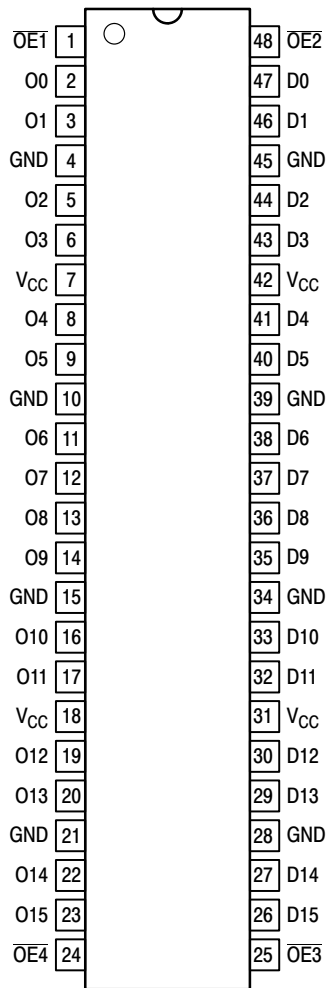 O̅E̅1̅ 1 48 O̅E̅2̅
O0 2 47 D0
O1 3 46 D1
GND 4 45 GND
O2 5 44 D2
O3 6 43 D3
VCC 7 42 VCC
O4 8 41 D4
O5 9 40 D5
GND 10 39 GND
O6 11 38 D6
O7 12 37 D7
O8 13 36 D8
O9 14 35 D9
GND 15 34 GND
O10 16 33 D10
O11 17 32 D11
VCC 18 31 VCC
O12 19 30 D12
O13 20 29 D13
GND 21 28 GND
O14 22 27 D14
O15 23 26 D15
O̅E̅4̅ 24 25 O̅E̅3̅